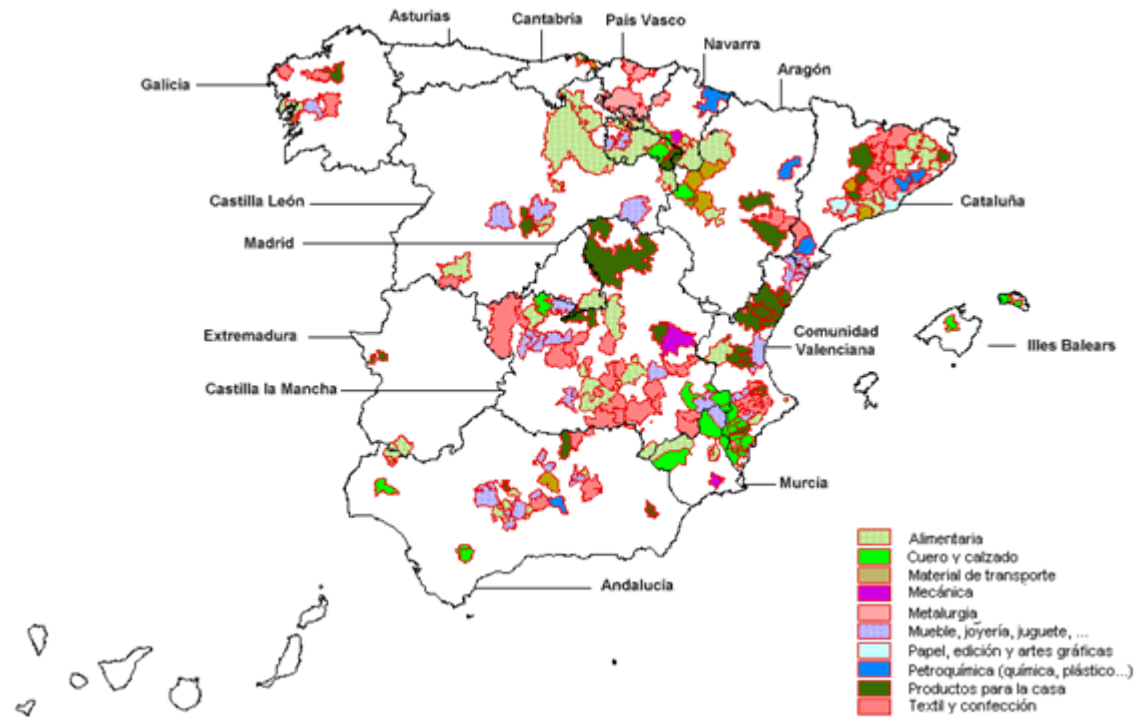 Asturias
Cantabria
País Vasco
Navarra
Aragón
Galicia
Castilla León
Cataluña
Madrid
Extremadura
Comunidad
Valenciana
Illes Balears
Castilla la Mancha
Murcia
Andalucía
Alimentaria
Cuero y calzado
Material de transporte
Mecánica
Metalurgia
Mueble, joyería, juguete, ...
Papel, edición y artes gráficas
Petroquímica (química, plástico...)
Productos para la casa
Textil y confección